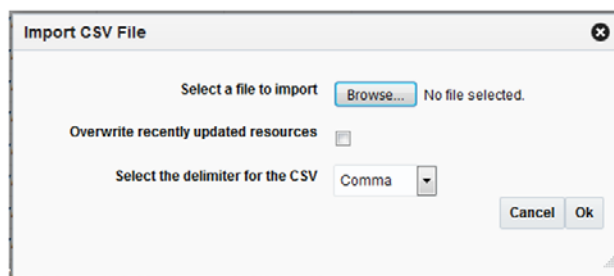 Import CSV File
Select a file to import Browse... No file selected.
Overwrite recently updated resources
Select the delimiter for the CSV Comma
Cancel Ok